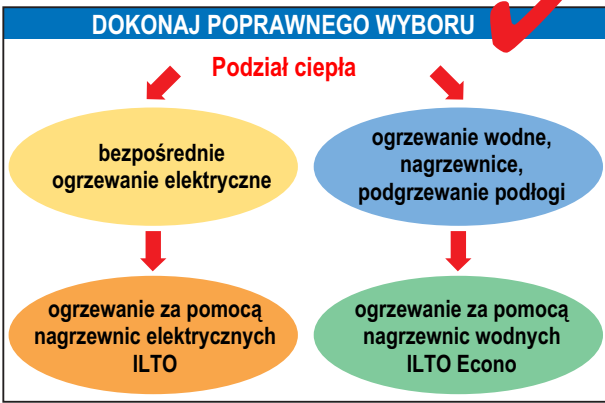 DOKONAJ POPRAWNEGO WYBORU
Podział ciepła
bezpośrednie
ogrzewanie elektryczne
ogrzewanie wodne,
nagrzewnice,
podgrzewanie podłogi
ogrzewanie za pomocą
nagrzewnic elektrycznych
ILTO
ogrzewanie za pomocą
nagrzewnic wodnych
ILTO Econo